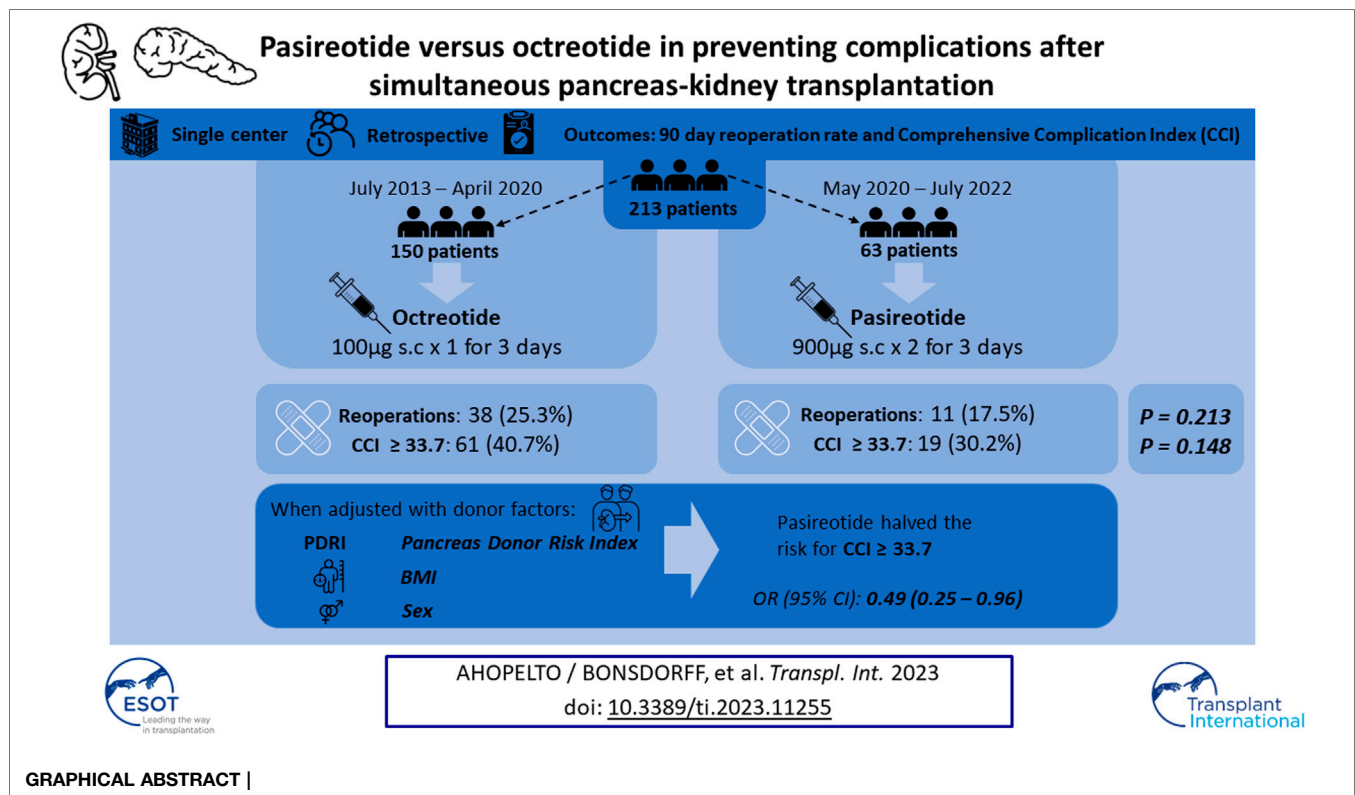 Pasireotide versus octreotide in preventing complications after
simultaneous pancreas-kidney transplantation
Single center
Retrospective
Outcomes: 90 day reoperation rate and Comprehensive Complication Index (CCI)
213 patients
July 2013 – April 2020
150 patients
Octreotide
100µg s.c x 1 for 3 days
May 2020 – July 2022
63 patients
Pasireotide
900µg s.c x 2 for 3 days
Reoperations: 38 (25.3%)
CCI ≥ 33.7: 61 (40.7%)
Reoperations: 11 (17.5%)
CCI ≥ 33.7: 19 (30.2%)
P = 0.213
P = 0.148
When adjusted with donor factors:
PDRI Pancreas Donor Risk Index
BMI
Sex
Pasireotide halved the
risk for CCI ≥ 33.7
OR (95% CI): 0.49 (0.25 – 0.96)
ESOT
Leading the way
in transplantation
AHOPELTO / BONSDORFF, et al. Transpl. Int. 2023
doi: 10.3389/ti.2023.11255
Transplant
International
GRAPHICAL ABSTRACT |